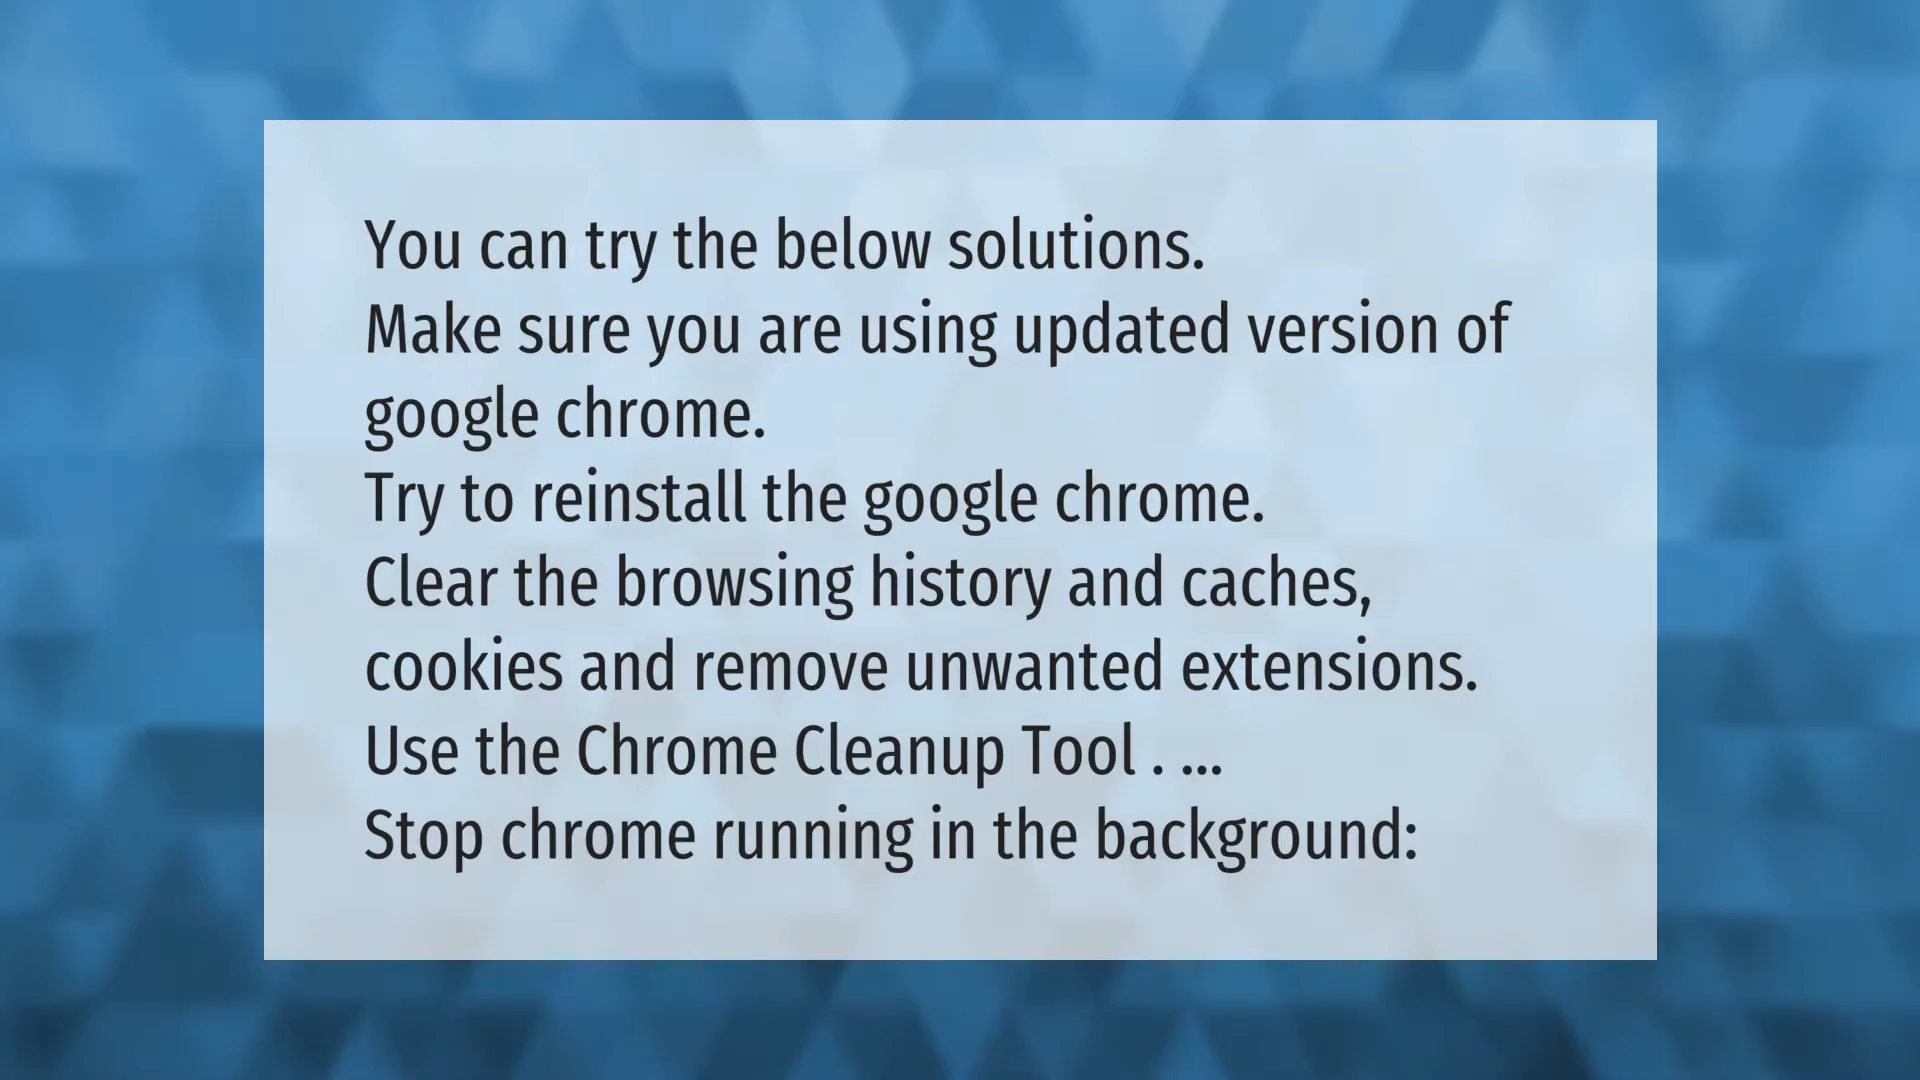 You can try the below solutions.
Make sure you are using updated version of
google chrome.
Try to reinstall the google chrome.
Clear the browsing history and caches,
cookies and remove unwanted extensions.
Use the Chrome Cleanup Tool . ...
Stop chrome running in the background: